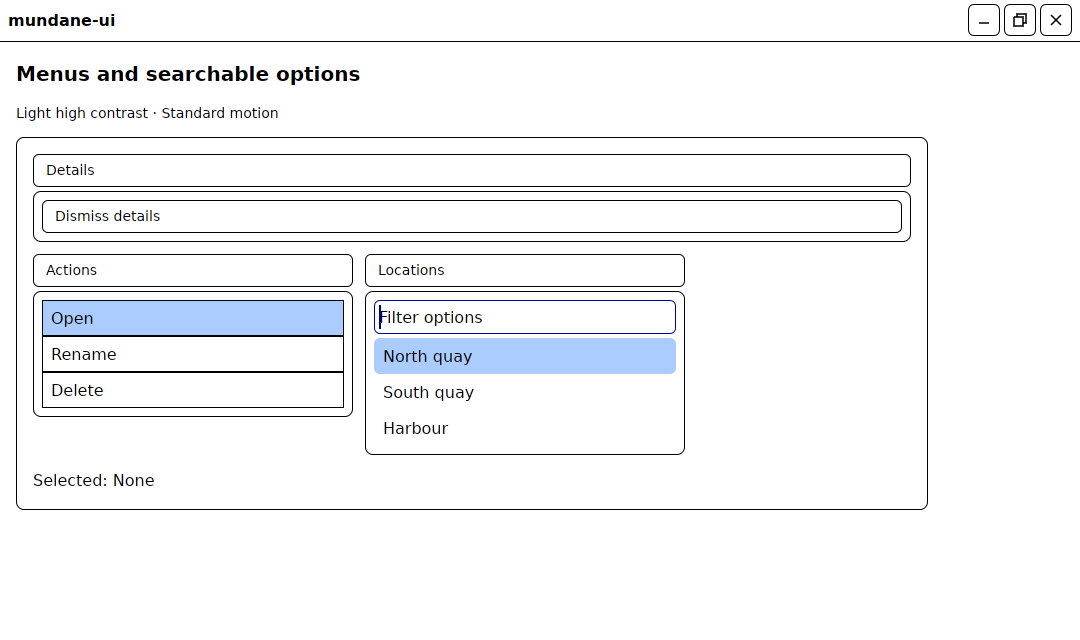 mundane-ui
Menus and searchable options
Light high contrast · Standard motion
Details
Dismiss details
Actions
Open
Rename
Delete
Locations
Filter options
North quay
South quay
Harbour
Selected: None